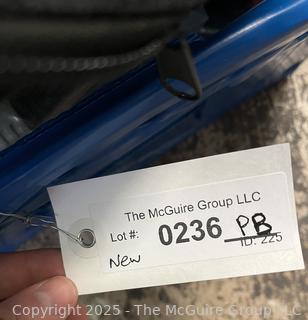 The McGuire Group LLC
Lot #: 0236 PB
ID: 225
New
Copyright 2025 - The McGuire Group LLC